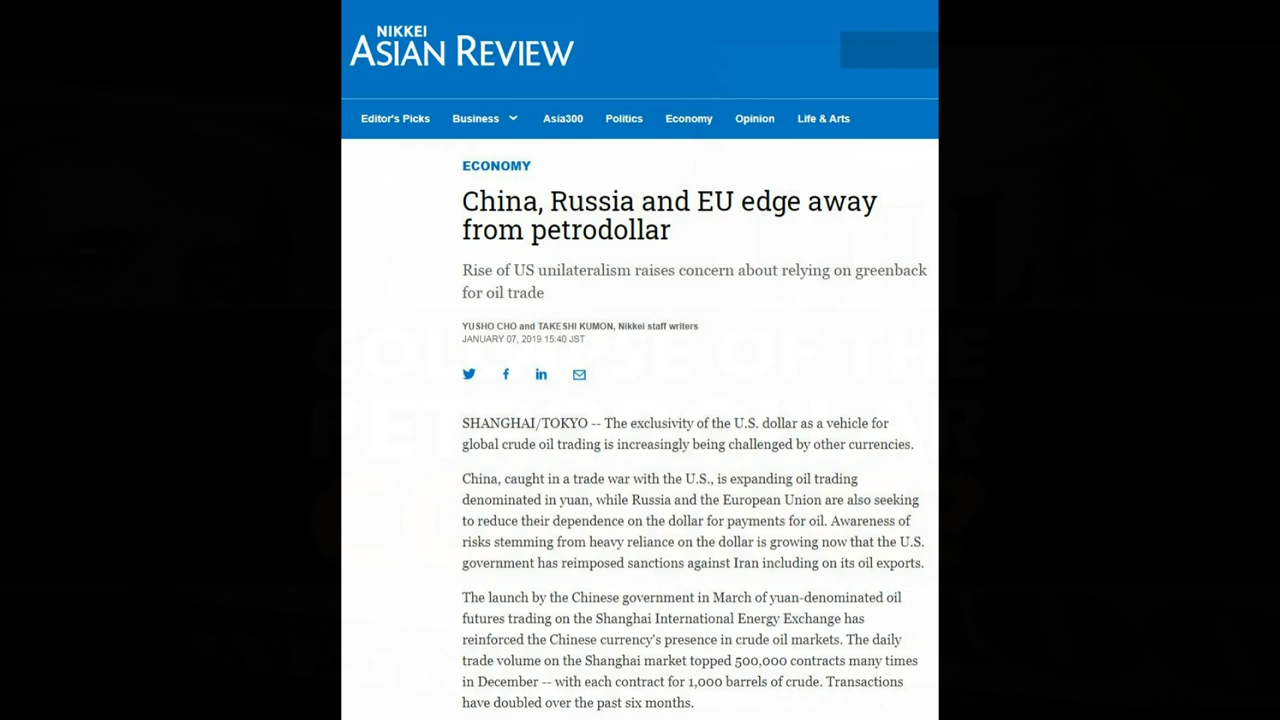 NIKKEI
ASIAN REVIEW
Editor's Picks Business Asia300 Politics Economy Opinion Life & Arts
ECONOMY
China, Russia and EU edge away
from petrodollar
Rise of US unilateralism raises concern about relying on greenback
for oil trade
YUSHO CHO and TAKESHI KUMON, Nikkei staff writers
JANUARY 07, 2019 15:40 JST
SHANGHAI/TOKYO -- The exclusivity of the U.S. dollar as a vehicle for
global crude oil trading is increasingly being challenged by other currencies.
China, caught in a trade war with the U.S., is expanding oil trading
denominated in yuan, while Russia and the European Union are also seeking
to reduce their dependence on the dollar for payments for oil. Awareness of
risks stemming from heavy reliance on the dollar is growing now that the U.S.
government has reimposed sanctions against Iran including on its oil exports.
The launch by the Chinese government in March of yuan-denominated oil
futures trading on the Shanghai International Energy Exchange has
reinforced the Chinese currency's presence in crude oil markets. The daily
trade volume on the Shanghai market topped 500,000 contracts many times
in December -- with each contract for 1,000 barrels of crude. Transactions
have doubled over the past six months.
COLLAPSE OF THE
PETRODOLLAR